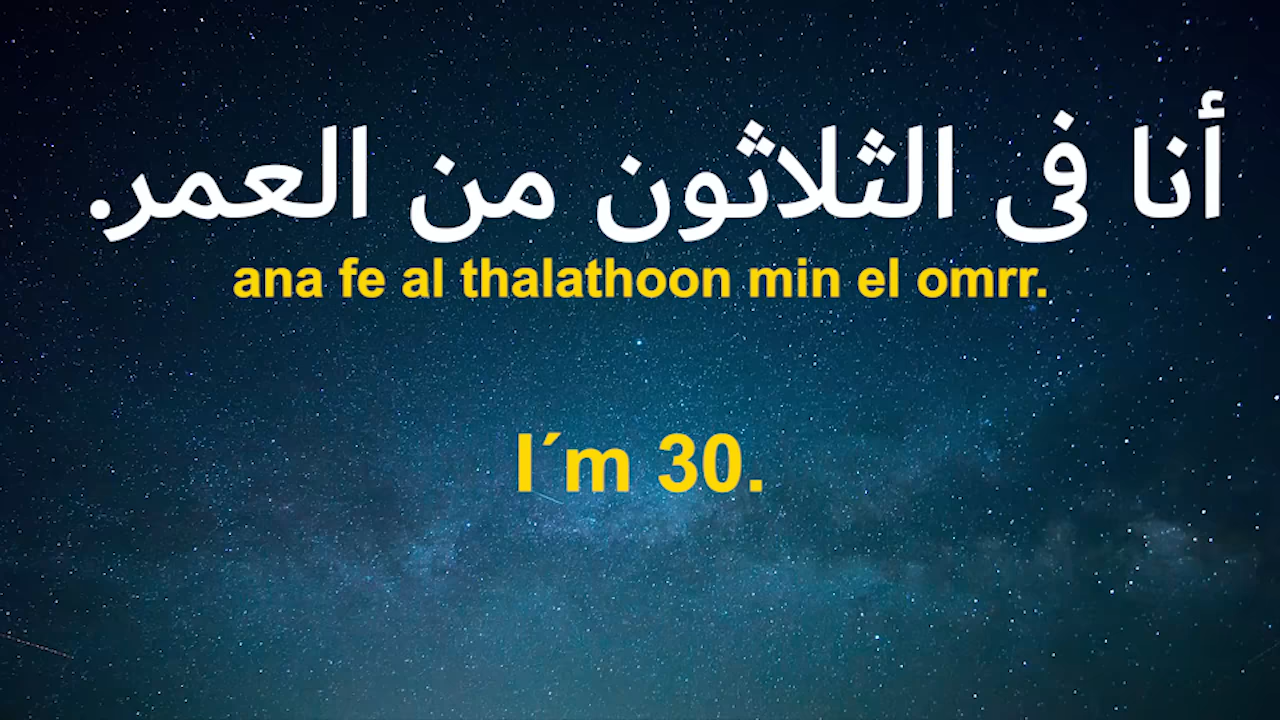 أنا فى الثلاثون من العمر.
ana fe al thalathoon min el omrr.
I´m 30.